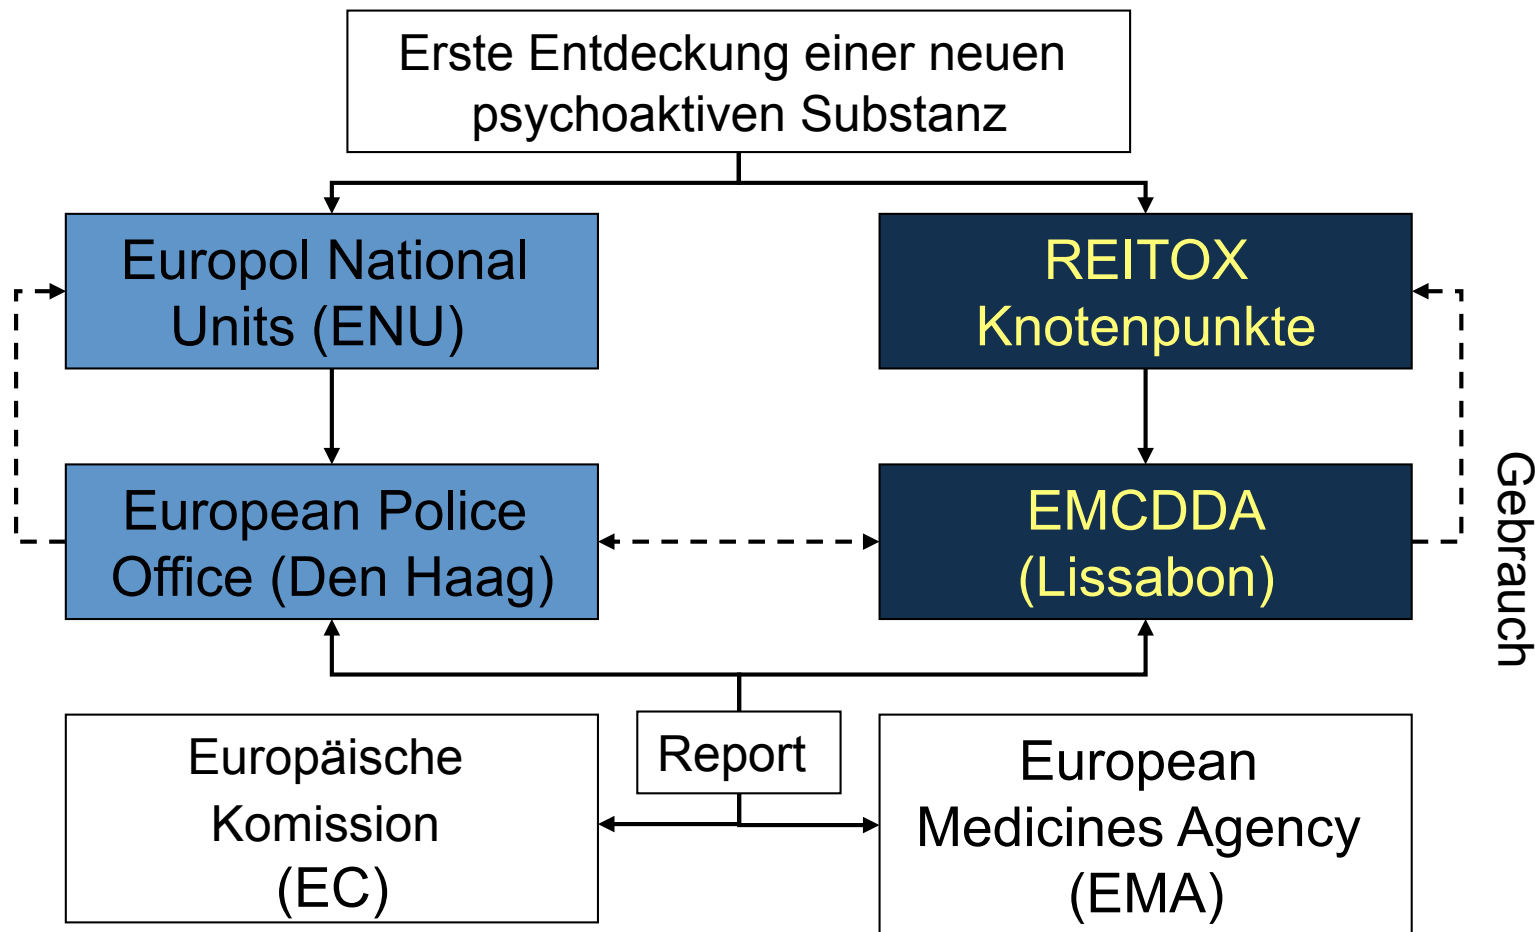 Erste Entdeckung einer neuen
psychoaktiven Substanz
Europol National
Units (ENU)
REITOX
Knotenpunkte
European Police
Office (Den Haag)
EMCDDA
(Lissabon)
Gebrauch
Europäische
Komission
(EC)
Report
European
Medicines Agency
(EMA)